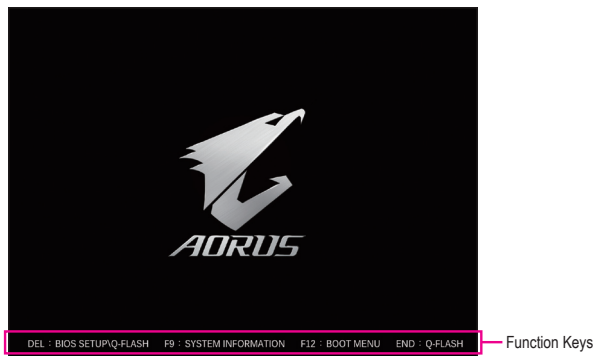 AORUS
DEL : BIOS SETUP\Q-FLASH F9 : SYSTEM INFORMATION F12 : BOOT MENU END : Q-FLASH
Function Keys